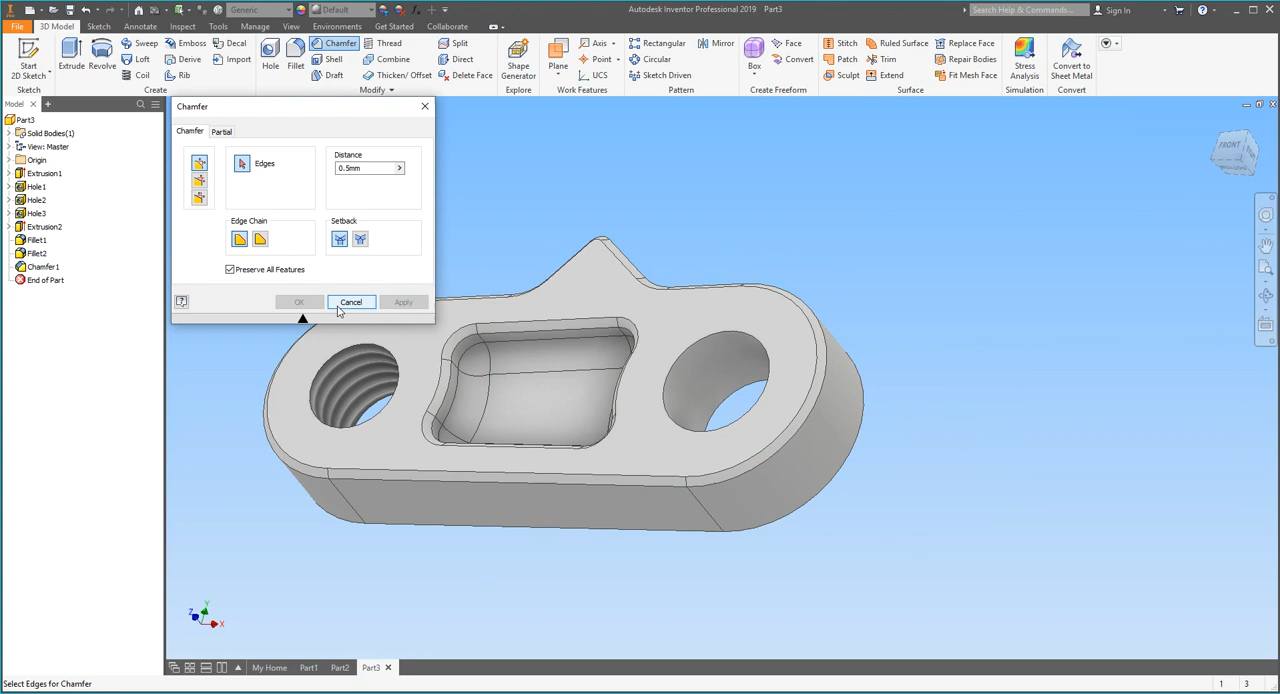 Generic Default Autodesk Inventor Professional 2019 Part3 Search Help & Commands... Sign In
File 3D Model Sketch Annotate Inspect Tools Manage View Environments Get Started Collaborate
Start 2D Sketch Extrude Revolve Sweep Emboss Decal Hole Fillet Chamfer Thread Split Shape Generator Plane Axis Rectangular Mirror Box Face Stitch Ruled Surface Replace Face Stress Analysis Convert to Sheet Metal
Loft Derive Import Shell Combine Direct Point Circular Convert Patch Trim Repair Bodies
Coil Rib Draft Thicken/ Offset Delete Face UCS Sketch Driven Sculpt Extend Fit Mesh Face
Sketch Create Modify Explore Work Features Pattern Create Freeform Surface Simulation Convert
Model
Part3
Solid Bodies(1)
View: Master
Origin
Extrusion1
Hole1
Hole2
Hole3
Extrusion2
Fillet1
Fillet2
Chamfer1
End of Part
Chamfer
Chamfer Partial
Edges
Distance
0.5mm
Edge Chain
Setback
Preserve All Features
OK Cancel Apply
FRONT
Y
Z
X
My Home Part1 Part2 Part3
Select Edges for Chamfer 1 3